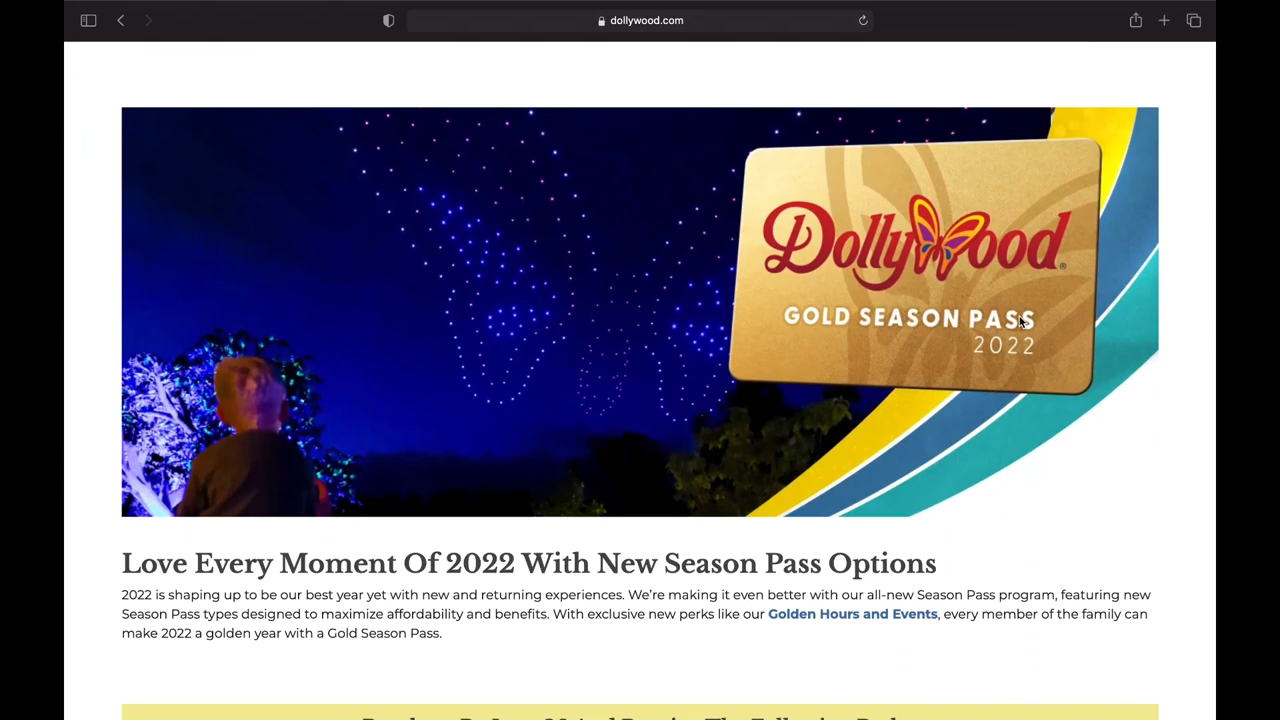 dollywood.com
Dollywood®
GOLD SEASON PASS
2022
Love Every Moment Of 2022 With New Season Pass Options
2022 is shaping up to be our best year yet with new and returning experiences. We’re making it even better with our all-new Season Pass program, featuring new
Season Pass types designed to maximize affordability and benefits. With exclusive new perks like our Golden Hours and Events, every member of the family can
make 2022 a golden year with a Gold Season Pass.